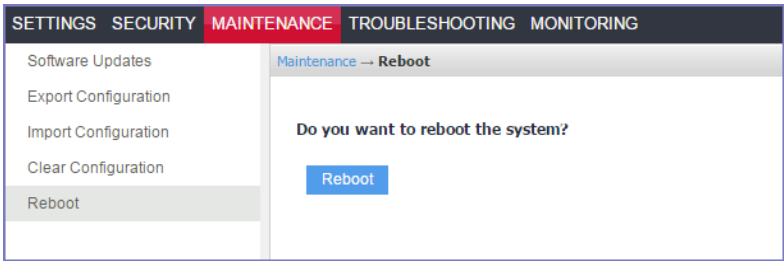 SETTINGS SECURITY MAINTENANCE TROUBLESHOOTING MONITORING
Software Updates
Export Configuration
Import Configuration
Clear Configuration
Reboot
Maintenance → Reboot
Do you want to reboot the system?
Reboot